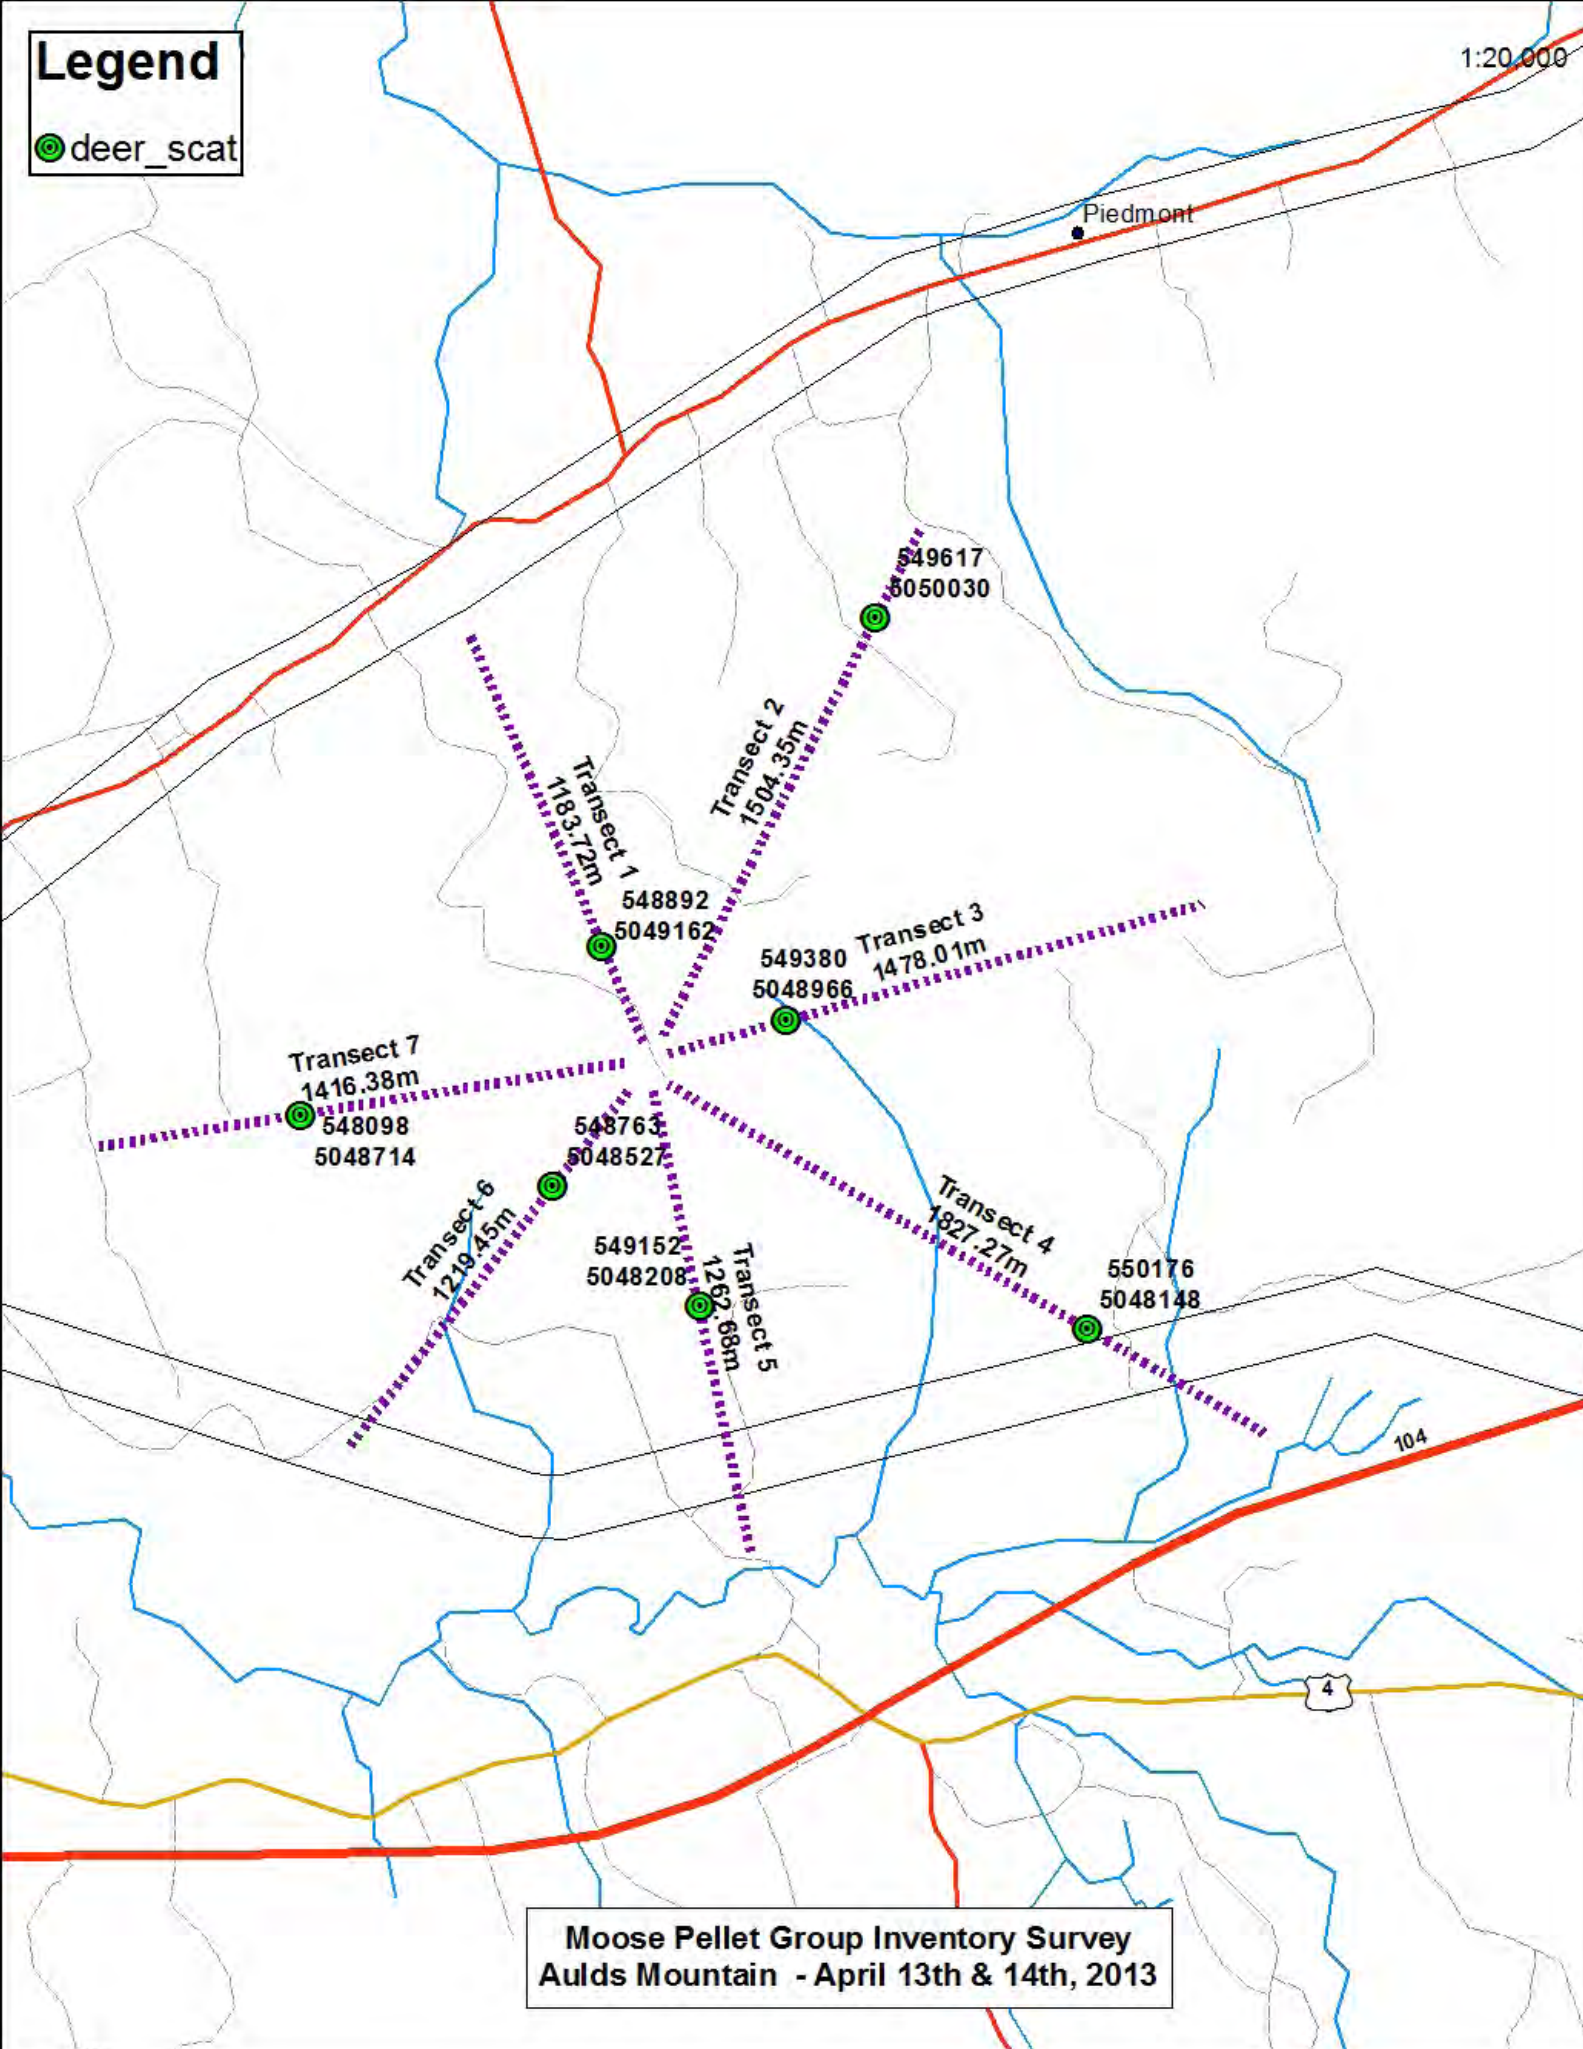 Legend
deer_scat
1:20,000
Piedmont
549617
5050030
Transect 2
1504.35m
Transect 1
1183.72m
548892
5049162
Transect 3
1478.01m
549380
5048966
Transect 7
1416.38m
548098
5048714
548763
5048527
Transect 6
1219.45m
549152
5048208
Transect 5
1262.68m
Transect 4
1827.27m
550176
5048148
104
4
Moose Pellet Group Inventory Survey
Aulds Mountain - April 13th & 14th, 2013